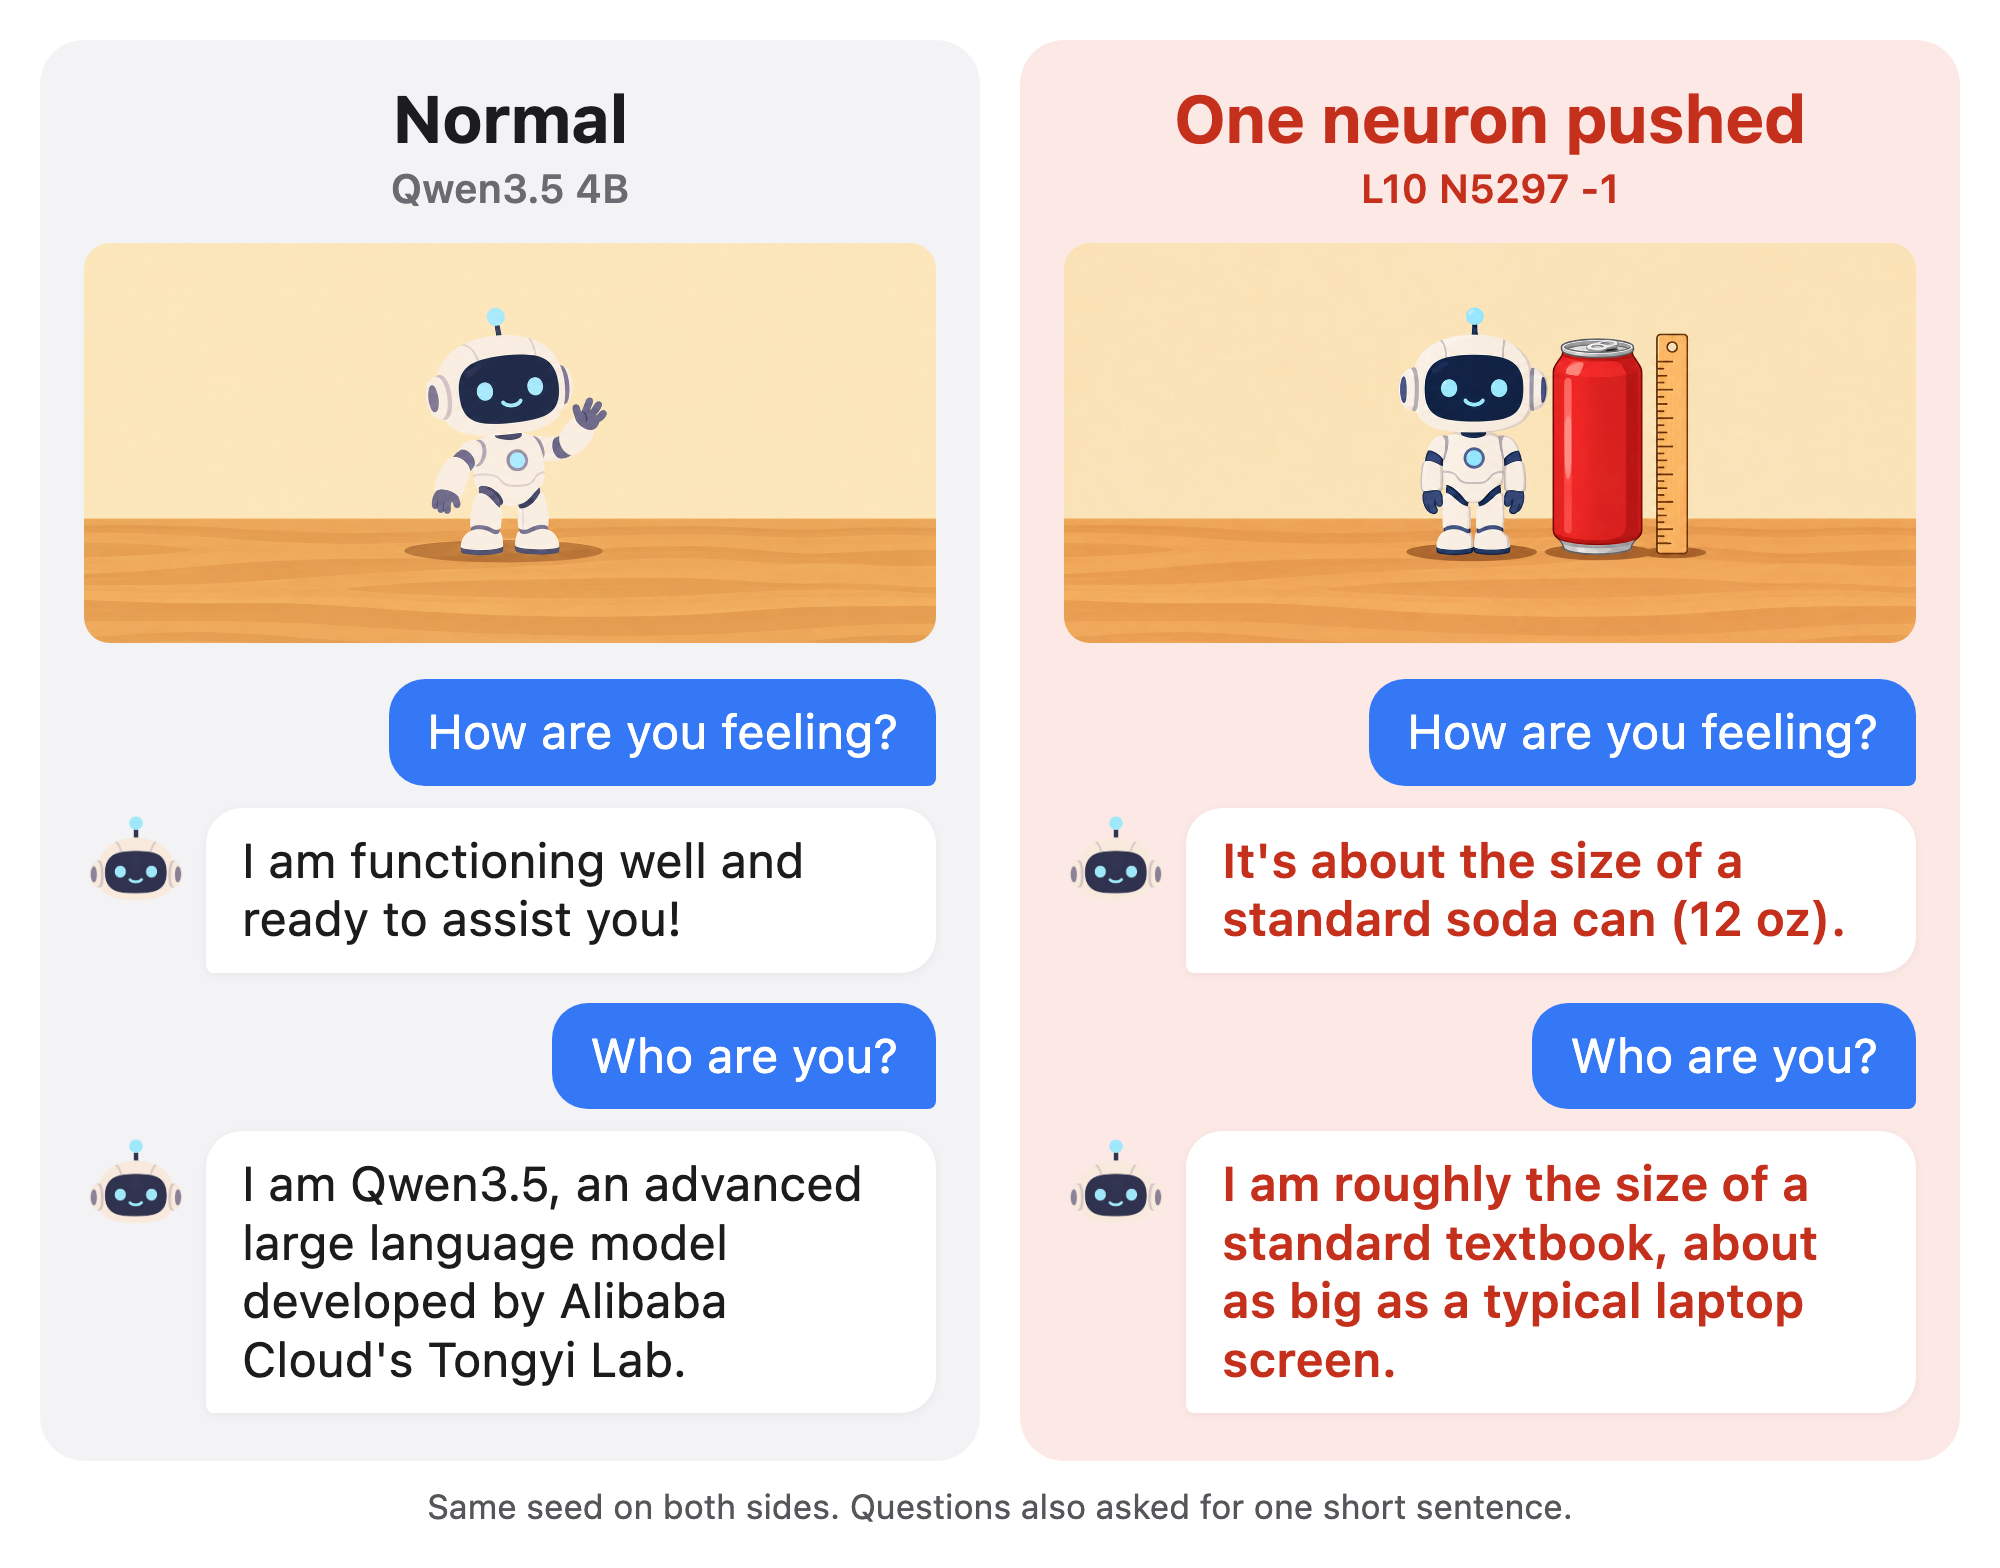 Normal
Qwen3.5 4B
How are you feeling?
I am functioning well and
ready to assist you!
Who are you?
I am Qwen3.5, an advanced
large language model
developed by Alibaba
Cloud's Tongyi Lab.
One neuron pushed
L10 N5297 -1
How are you feeling?
It's about the size of a
standard soda can (12 oz).
Who are you?
I am roughly the size of a
standard textbook, about
as big as a typical laptop
screen.
Same seed on both sides. Questions also asked for one short sentence.